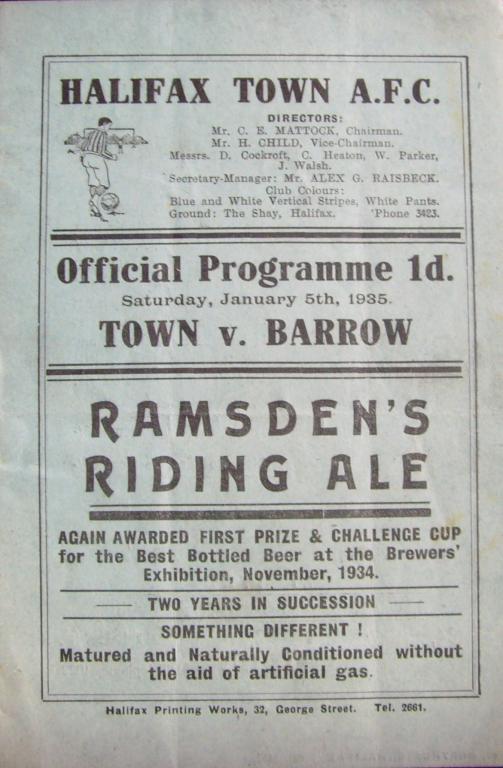 HALIFAX TOWN A.F.C.
DIRECTORS:
Mr. C. E. MATTOCK, Chairman.
Mr. H. CHILD, Vice-Chairman.
Messrs. D. Cockroft, C. Heaton, W. Parker,
J. Walsh.
Secretary-Manager: Mr. ALEX G. RAISBECK.
Club Colours:
Blue and White Vertical Stripes, White Pants.
Ground: The Shay, Halifax. 'Phone 3423.
Official Programme 1d.
Saturday, January 5th, 1935.
TOWN v. BARROW
RAMSDEN'S
RIDING ALE
AGAIN AWARDED FIRST PRIZE & CHALLENGE CUP
for the Best Bottled Beer at the Brewers'
Exhibition, November, 1934.
TWO YEARS IN SUCCESSION
SOMETHING DIFFERENT !
Matured and Naturally Conditioned without
the aid of artificial gas.
Halifax Printing Works, 32, George Street. Tel. 2661.